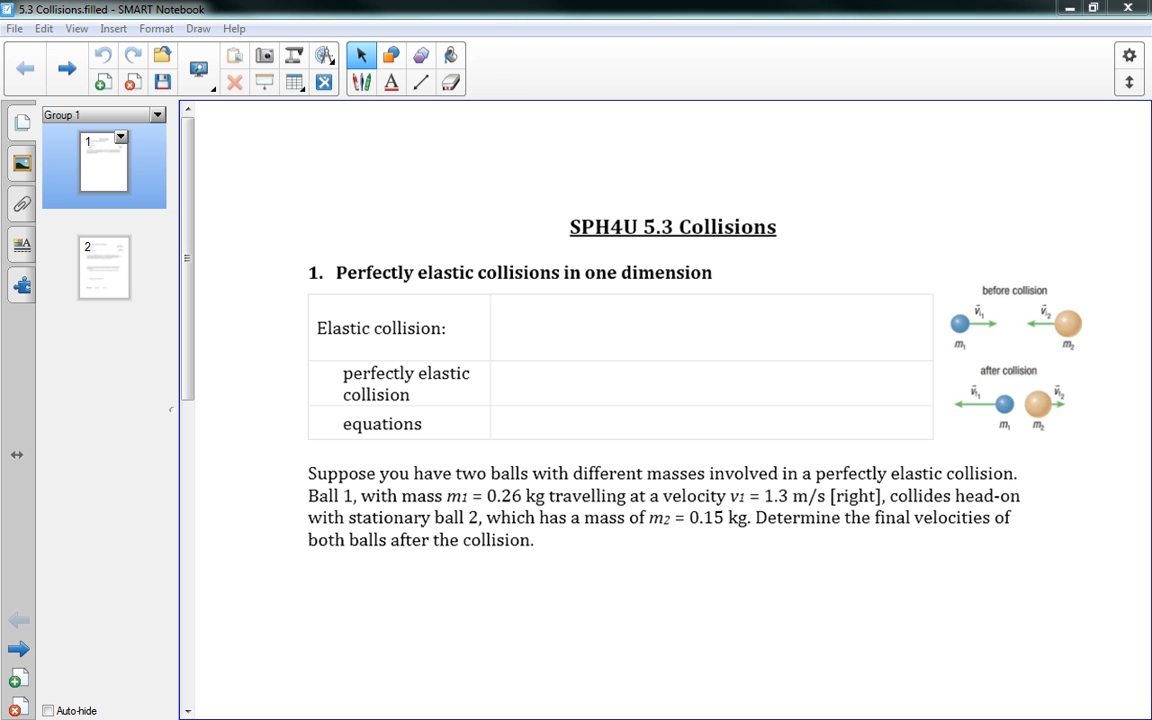 5.3 Collisions.filled - SMART Notebook
File Edit View Insert Format Draw Help
Group 1
1
2
Auto-hide
SPH4U 5.3 Collisions
1. Perfectly elastic collisions in one dimension
Elastic collision:
perfectly elastic
collision
equations
before collision
v⃗i₁ v⃗i₂
m₁ m₂
after collision
v⃗f₁ v⃗f₂
m₁ m₂
Suppose you have two balls with different masses involved in a perfectly elastic collision.
Ball 1, with mass m₁ = 0.26 kg travelling at a velocity v₁ = 1.3 m/s [right], collides head-on
with stationary ball 2, which has a mass of m₂ = 0.15 kg. Determine the final velocities of
both balls after the collision.